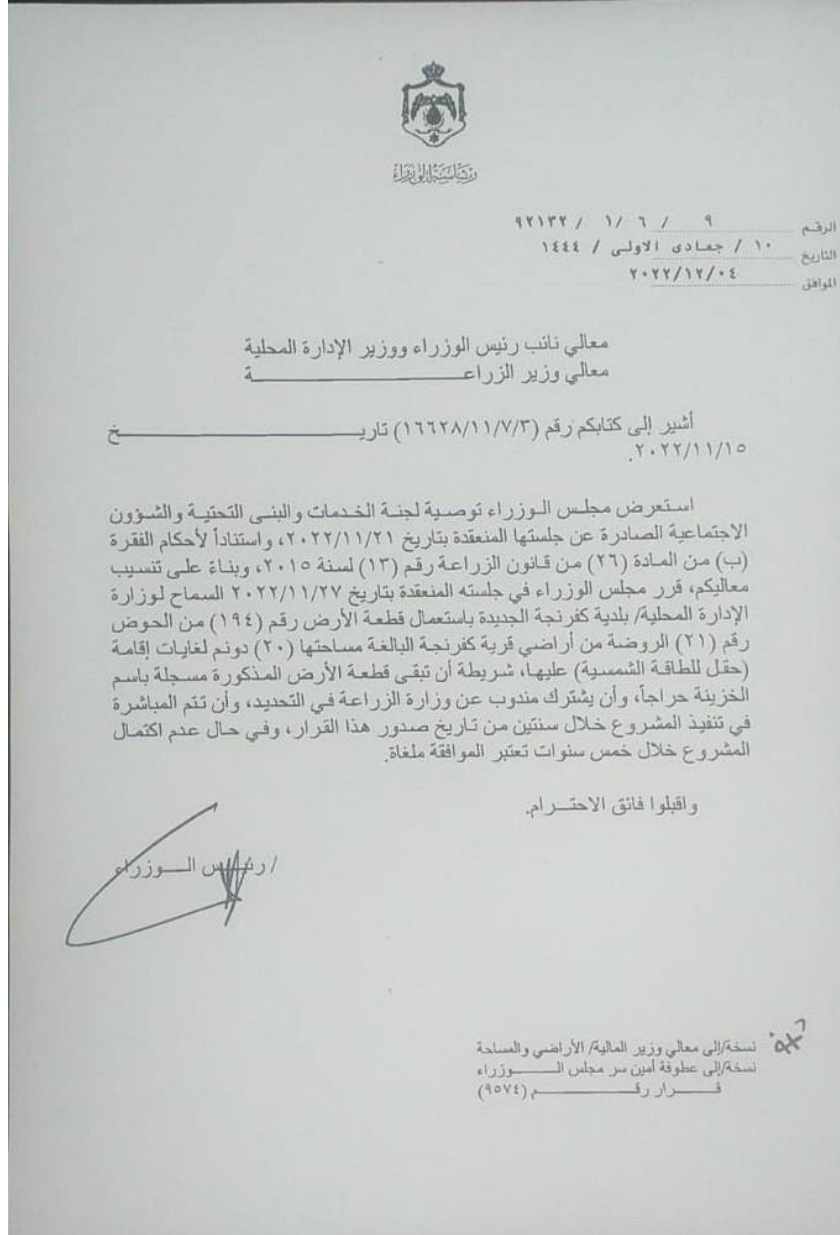 رئاسة الوزراء
الرقم ٩ / ٦ / ١ / ٩٢١٣٢
التاريخ ١٠ / جمادى الاولى / ١٤٤٤
الموافق ٢٠٢٢/١٢/٠٤
معالي نائب رئيس الوزراء ووزير الإدارة المحلية
معالي وزير الزراعـــــــــــــة
أشير إلى كتابكم رقم (١٦٦٢٨/١١/٧/٣) تاريـــــــــــــخ
٢٠٢٢/١١/١٥.
استعرض مجلس الوزراء توصية لجنة الخدمات والبنى التحتية والشؤون
الاجتماعية الصادرة عن جلستها المنعقدة بتاريخ ٢٠٢٢/١١/٢١، واستناداً لأحكام الفقرة
(ب) من المادة (٢٦) من قانون الزراعة رقم (١٣) لسنة ٢٠١٥، وبناءً على تنسيب
معاليكم، قرر مجلس الوزراء في جلسته المنعقدة بتاريخ ٢٠٢٢/١١/٢٧ السماح لوزارة
الإدارة المحلية/ بلدية كفرنجة الجديدة باستعمال قطعة الأرض رقم (١٩٤) من الحوض
رقم (٢١) الروضة من أراضي قرية كفرنجة البالغة مساحتها (٢٠) دونم لغايات إقامة
(حقل للطاقة الشمسية) عليها، شريطة أن تبقى قطعة الأرض المذكورة مسجلة باسم
الخزينة حراجاً، وأن يشترك مندوب عن وزارة الزراعة في التحديد، وأن تتم المباشرة
في تنفيذ المشروع خلال سنتين من تاريخ صدور هذا القرار، وفي حال عدم اكتمال
المشروع خلال خمس سنوات تعتبر الموافقة ملغاة.
واقبلوا فائق الاحتــرام.
/ رئيس الــوزراء
نسخة/إلى معالي وزير المالية/ الأراضي والمساحة
نسخة/إلى عطوفة أمين سر مجلس الــــوزراء
قـــرار رقـــــــم (٩٥٧٤)